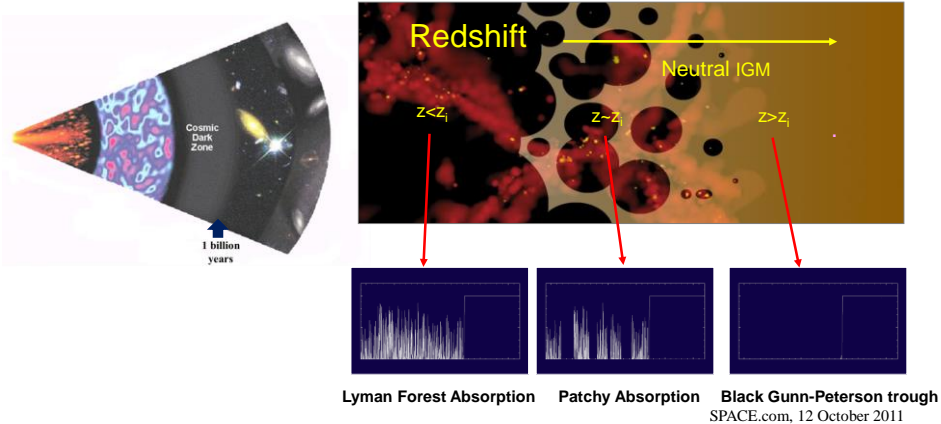 Cosmic
Dark
Zone
1 billion
years
Redshift
Neutral IGM
z<zi
z~zi
z>zi
Lyman Forest Absorption
Patchy Absorption
Black Gunn-Peterson trough
SPACE.com, 12 October 2011